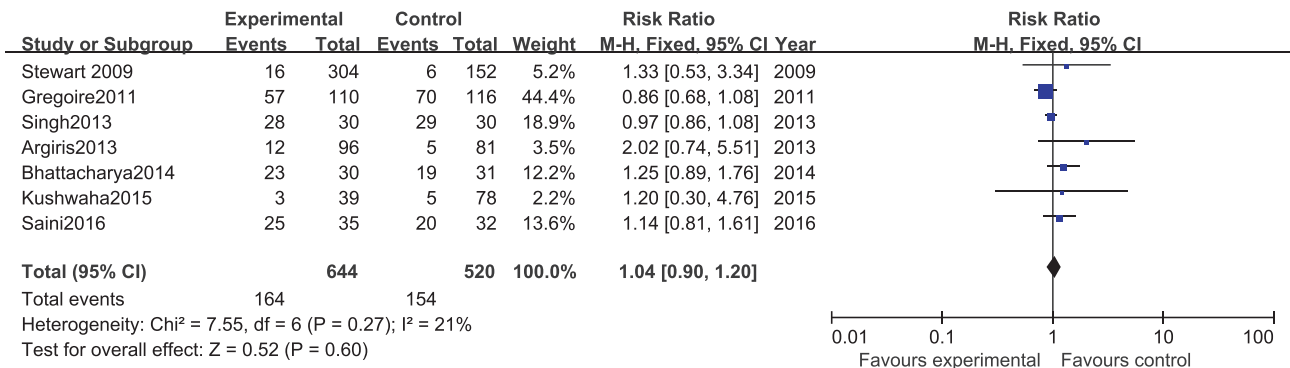 Experimental Control Risk Ratio Risk Ratio
Study or Subgroup Events Total Events Total Weight M-H, Fixed, 95% CI Year M-H, Fixed, 95% CI
Stewart 2009 16 304 6 152 5.2% 1.33 [0.53, 3.34] 2009
Gregoire2011 57 110 70 116 44.4% 0.86 [0.68, 1.08] 2011
Singh2013 28 30 29 30 18.9% 0.97 [0.86, 1.08] 2013
Argiris2013 12 96 5 81 3.5% 2.02 [0.74, 5.51] 2013
Bhattacharya2014 23 30 19 31 12.2% 1.25 [0.89, 1.76] 2014
Kushwaha2015 3 39 5 78 2.2% 1.20 [0.30, 4.76] 2015
Saini2016 25 35 20 32 13.6% 1.14 [0.81, 1.61] 2016
Total (95% CI) 644 520 100.0% 1.04 [0.90, 1.20]
Total events 164 154
Heterogeneity: Chi² = 7.55, df = 6 (P = 0.27); I² = 21%
Test for overall effect: Z = 0.52 (P = 0.60)
0.01 0.1 1 10 100
Favours experimental Favours control